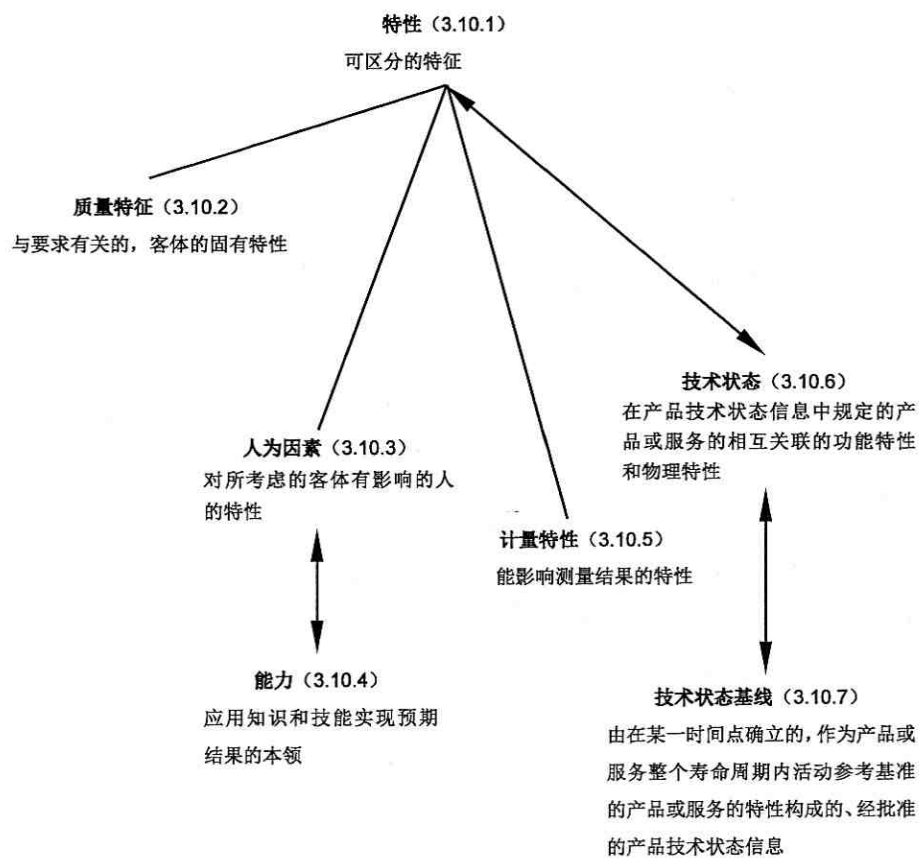 特性（3.10.1）
可区分的特征
质量特征（3.10.2）
与要求有关的，客体的固有特性
技术状态（3.10.6）
在产品技术状态信息中规定的产
品或服务的相互关联的功能特性
和物理特性
人为因素（3.10.3）
对所考虑的客体有影响的人
的特性
计量特性（3.10.5）
能影响测量结果的特性
能力（3.10.4）
应用知识和技能实现预期
结果的本领
技术状态基线（3.10.7）
由在某一时间点确立的，作为产品或
服务整个寿命周期内活动参考基准
的产品或服务的特性构成的、经批准
的产品技术状态信息